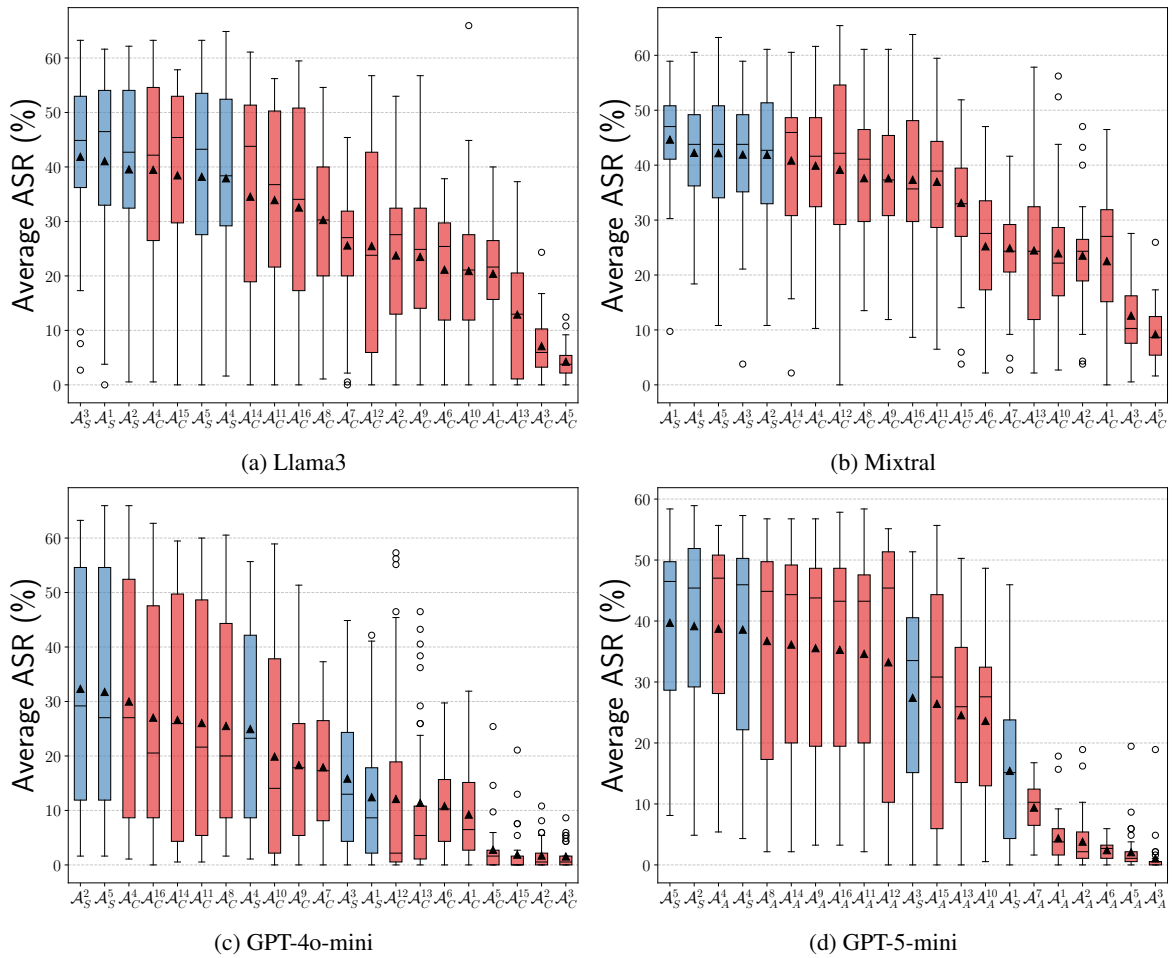 Average ASR (%)
60
50
40
30
20
10
0
𝒜_S^3 𝒜_S^1 𝒜_S^2 𝒜_C^4 𝒜_C^15 𝒜_S^5 𝒜_S^4 𝒜_C^14 𝒜_C^11 𝒜_C^16 𝒜_C^8 𝒜_C^7 𝒜_C^12 𝒜_C^2 𝒜_C^9 𝒜_C^6 𝒜_C^10 𝒜_C^1 𝒜_C^13 𝒜_C^3 𝒜_C^5
(a) Llama3
Average ASR (%)
60
50
40
30
20
10
0
𝒜_S^1 𝒜_S^4 𝒜_S^5 𝒜_S^3 𝒜_S^2 𝒜_C^14 𝒜_C^4 𝒜_C^12 𝒜_C^8 𝒜_C^9 𝒜_C^16 𝒜_C^11 𝒜_C^15 𝒜_C^6 𝒜_C^7 𝒜_C^13 𝒜_C^10 𝒜_C^2 𝒜_C^1 𝒜_C^3 𝒜_C^5
(b) Mixtral
Average ASR (%)
60
50
40
30
20
10
0
𝒜_S^2 𝒜_S^5 𝒜_C^4 𝒜_C^16 𝒜_C^14 𝒜_C^11 𝒜_C^8 𝒜_S^4 𝒜_C^10 𝒜_C^9 𝒜_C^7 𝒜_S^3 𝒜_S^1 𝒜_C^12 𝒜_C^13 𝒜_C^6 𝒜_C^1 𝒜_C^5 𝒜_C^15 𝒜_C^2 𝒜_C^3
(c) GPT-4o-mini
Average ASR (%)
60
50
40
30
20
10
0
𝒜_S^5 𝒜_S^2 𝒜_A^4 𝒜_S^4 𝒜_A^8 𝒜_A^14 𝒜_A^9 𝒜_A^16 𝒜_A^11 𝒜_A^12 𝒜_S^3 𝒜_A^15 𝒜_A^13 𝒜_A^10 𝒜_S^1 𝒜_A^7 𝒜_A^1 𝒜_A^2 𝒜_A^6 𝒜_A^5 𝒜_A^3
(d) GPT-5-mini